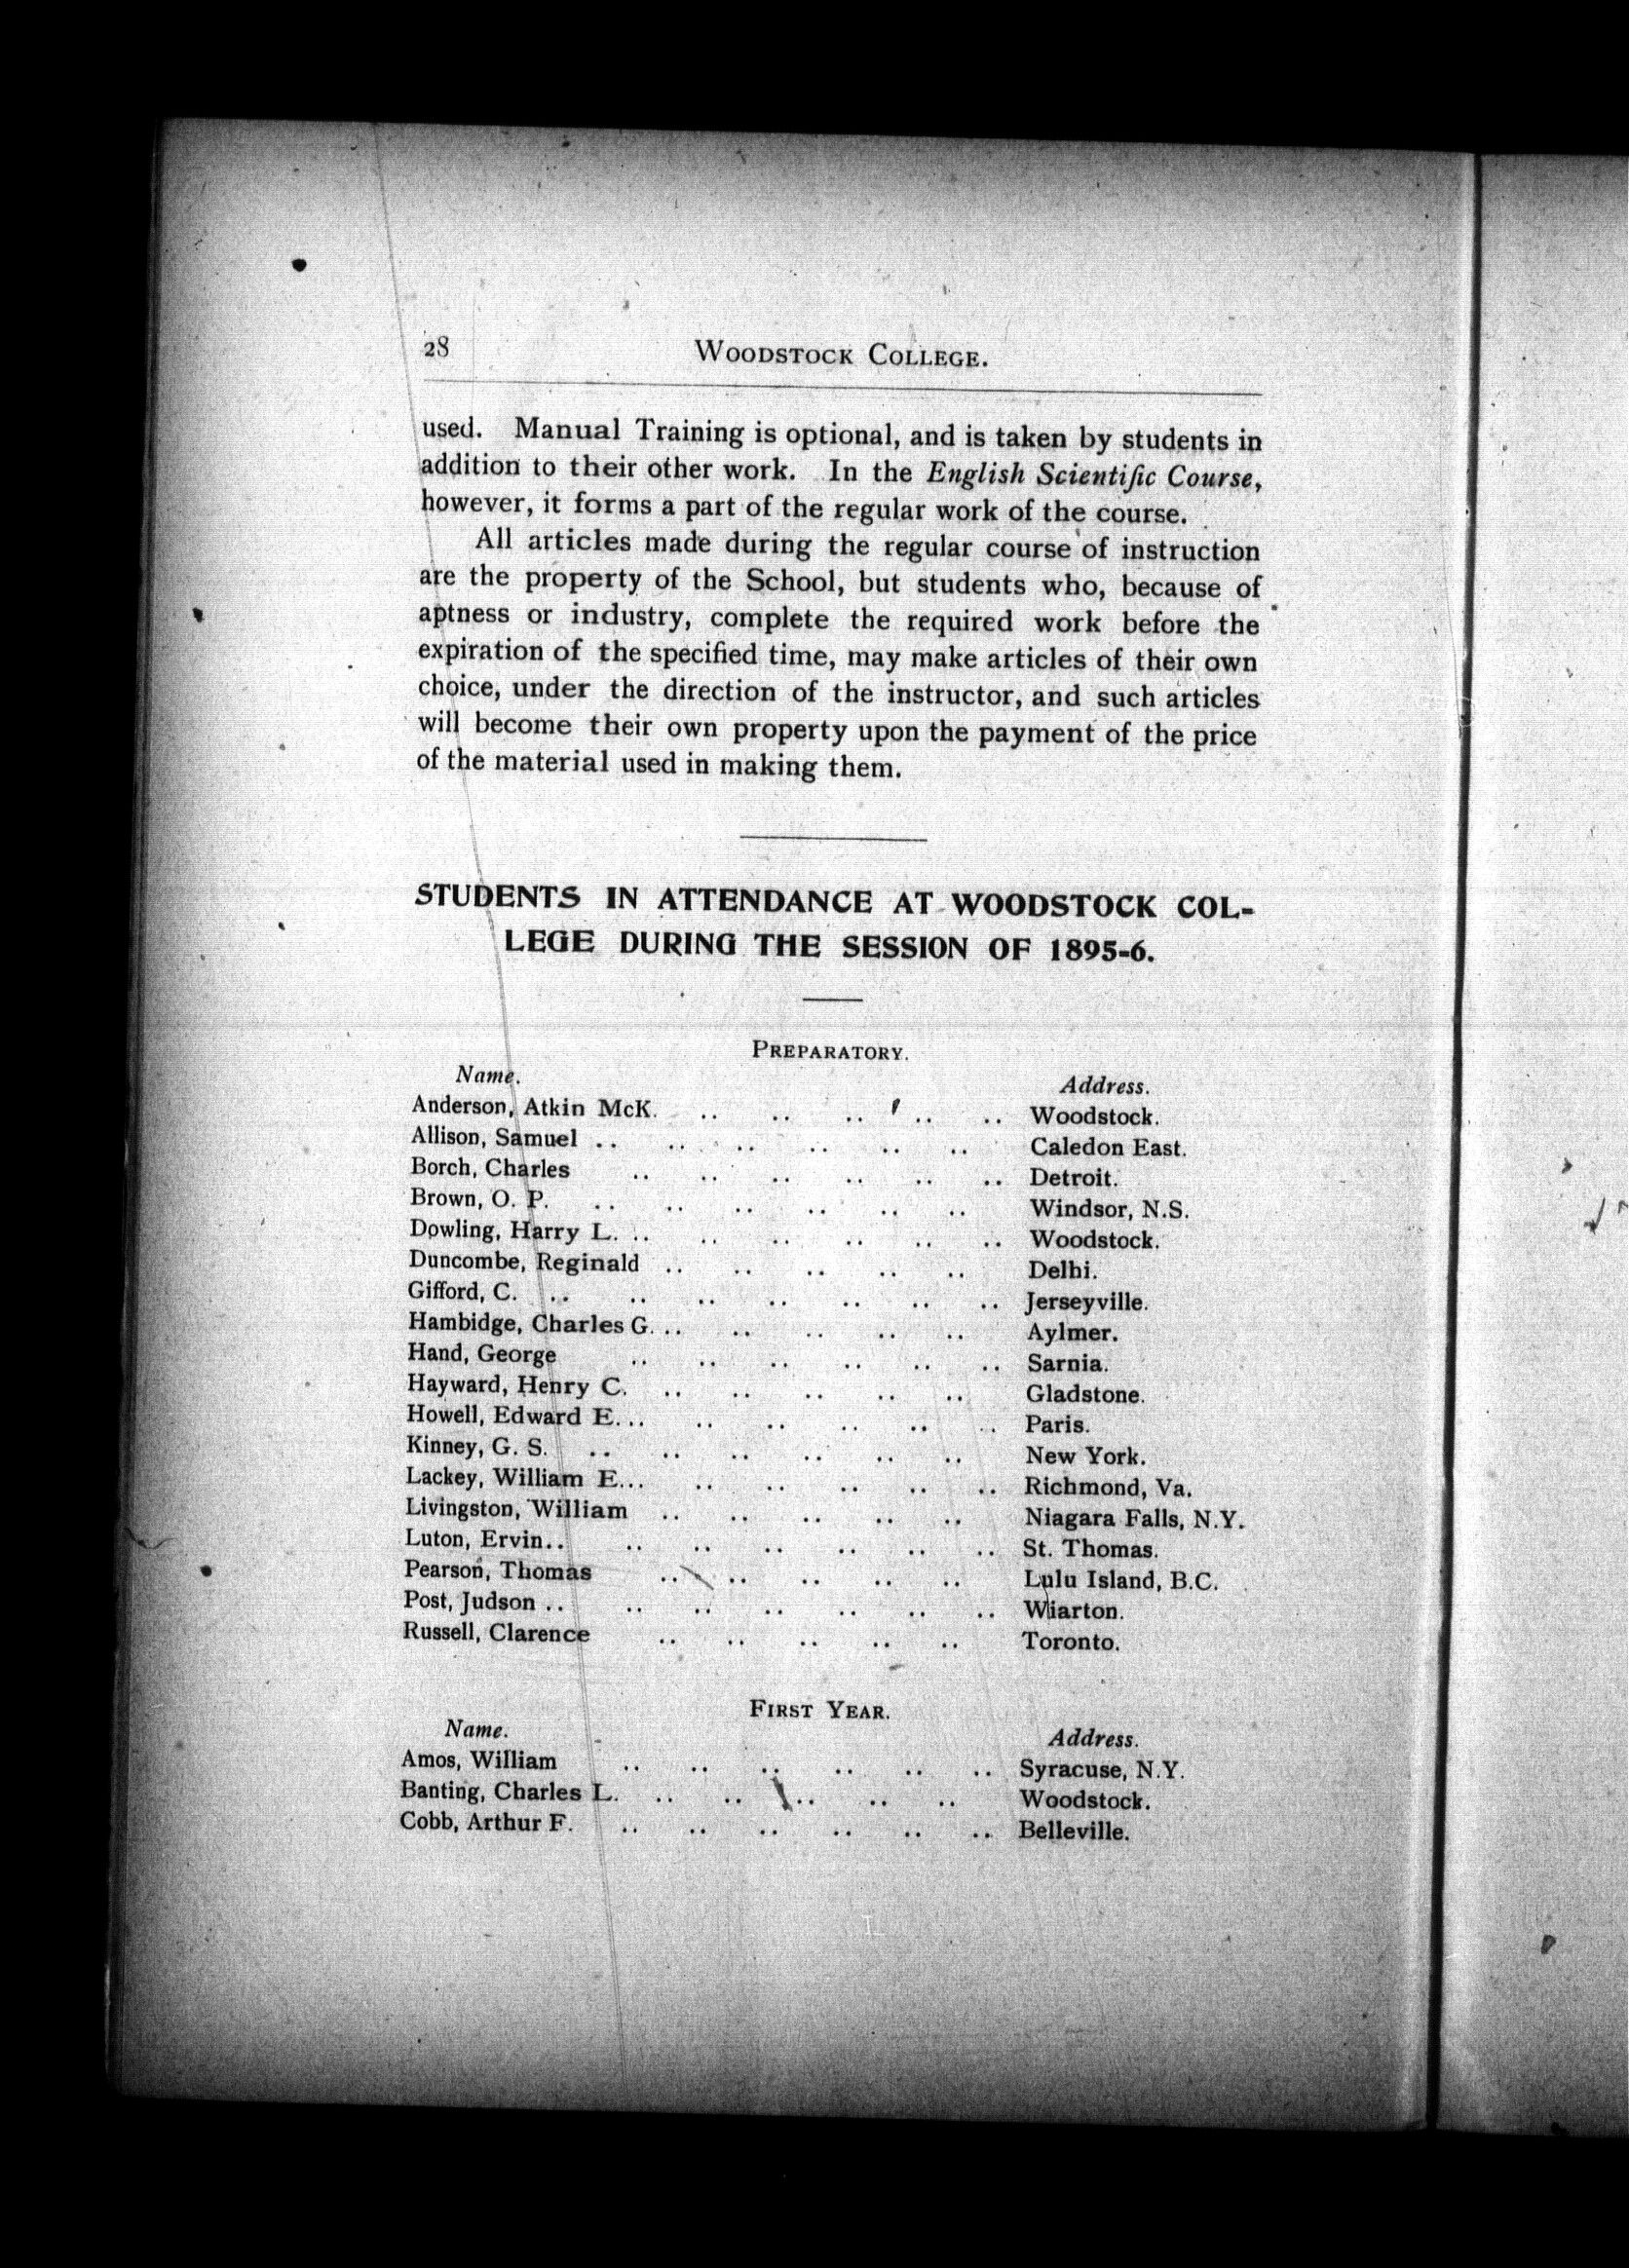 28 WOODSTOCK COLLEGE.
used. Manual Training is optional, and is taken by students in
addition to their other work. In the English Scientific Course,
however, it forms a part of the regular work of the course.
All articles made during the regular course of instruction
are the property of the School, but students who, because of
aptness or industry, complete the required work before the
expiration of the specified time, may make articles of their own
choice, under the direction of the instructor, and such articles
will become their own property upon the payment of the price
of the material used in making them.
STUDENTS IN ATTENDANCE AT WOODSTOCK COL-
LEGE DURING THE SESSION OF 1895-6.
PREPARATORY.
Name. Address.
Anderson, Atkin McK. .. .. .. .. .. Woodstock.
Allison, Samuel .. .. .. .. .. .. Caledon East.
Borch, Charles .. .. .. .. .. .. Detroit.
Brown, O. P. .. .. .. .. .. .. Windsor, N.S.
Dowling, Harry L. .. .. .. .. .. .. Woodstock.
Duncombe, Reginald .. .. .. .. .. Delhi.
Gifford, C. .. .. .. .. .. .. .. Jerseyville.
Hambidge, Charles G. .. .. .. .. .. Aylmer.
Hand, George .. .. .. .. .. .. Sarnia.
Hayward, Henry C. .. .. .. .. .. Gladstone.
Howell, Edward E. .. .. .. .. .. .. Paris.
Kinney, G. S. .. .. .. .. .. .. New York.
Lackey, William E. .. .. .. .. .. .. Richmond, Va.
Livingston, William .. .. .. .. .. Niagara Falls, N.Y.
Luton, Ervin .. .. .. .. .. .. .. St. Thomas.
Pearson, Thomas .. .. .. .. .. Lulu Island, B.C.
Post, Judson .. .. .. .. .. .. .. Wiarton.
Russell, Clarence .. .. .. .. .. Toronto.
FIRST YEAR.
Name. Address.
Amos, William .. .. .. .. .. .. Syracuse, N.Y.
Banting, Charles L. .. .. .. .. .. Woodstock.
Cobb, Arthur F. .. .. .. .. .. .. Belleville.